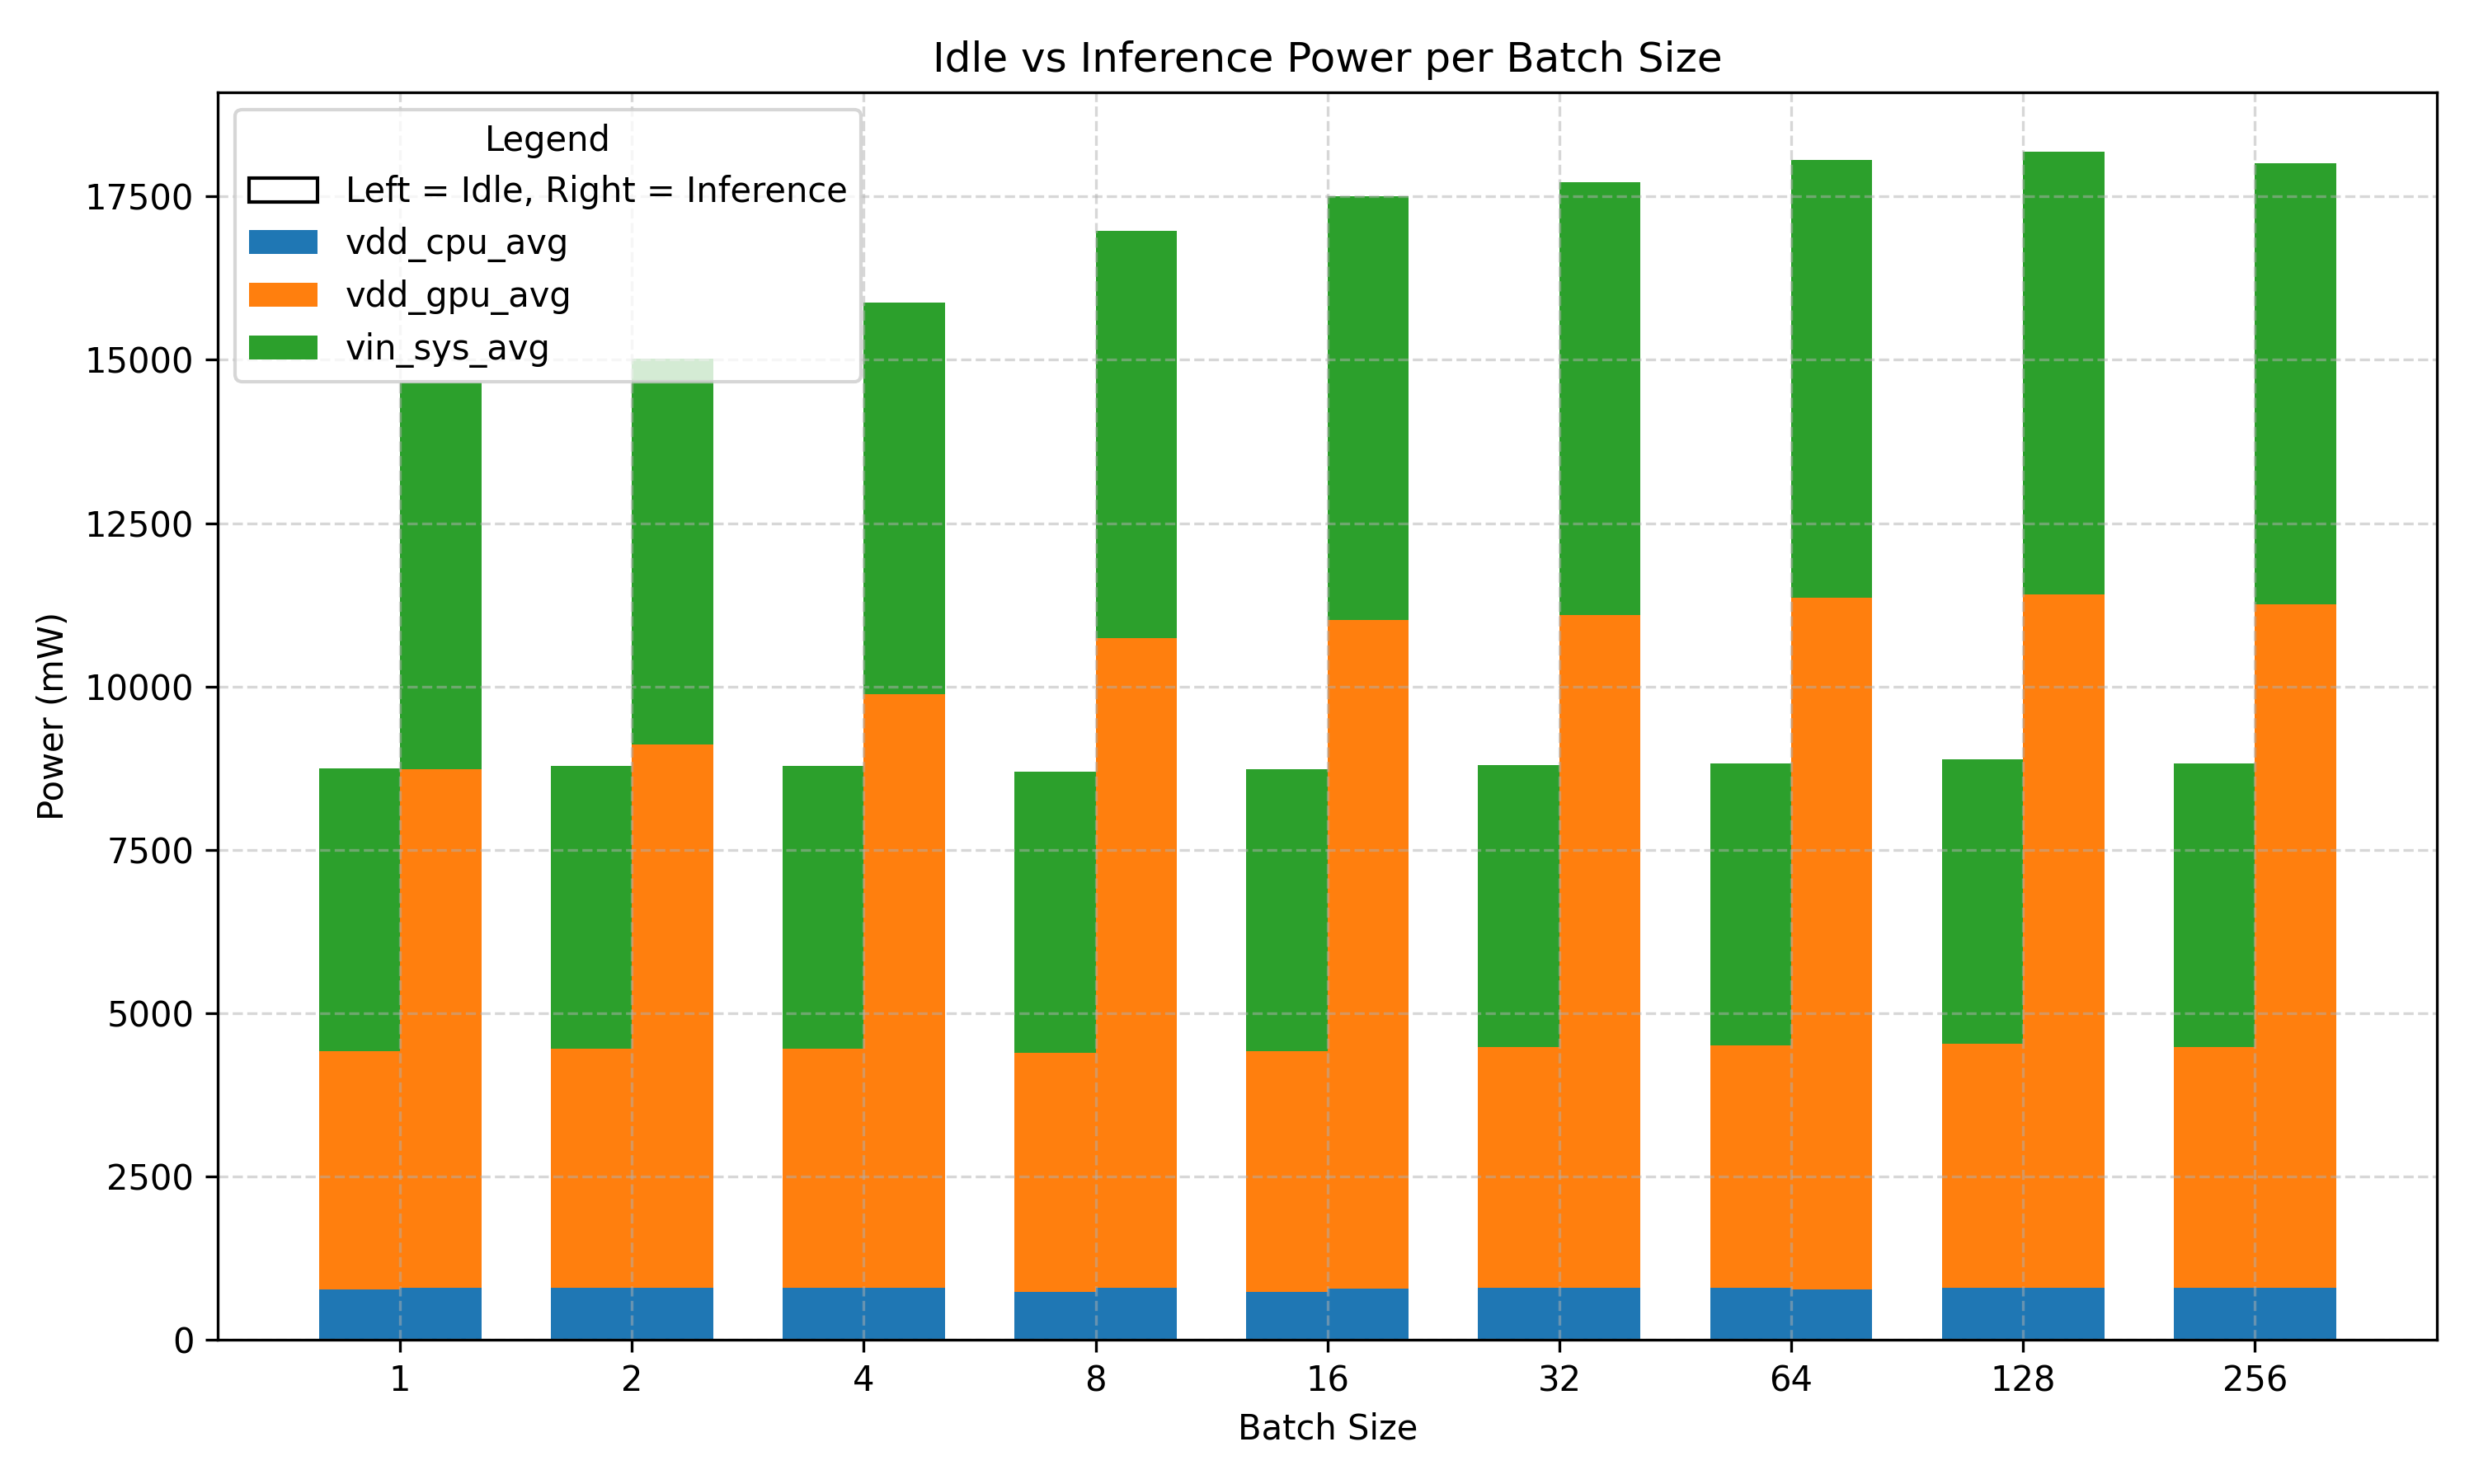 Idle vs Inference Power per Batch Size
Legend
Left = Idle, Right = Inference
vdd_cpu_avg
vdd_gpu_avg
vin_sys_avg
Power (mW)
17500
15000
12500
10000
7500
5000
2500
0
1 2 4 8 16 32 64 128 256
Batch Size